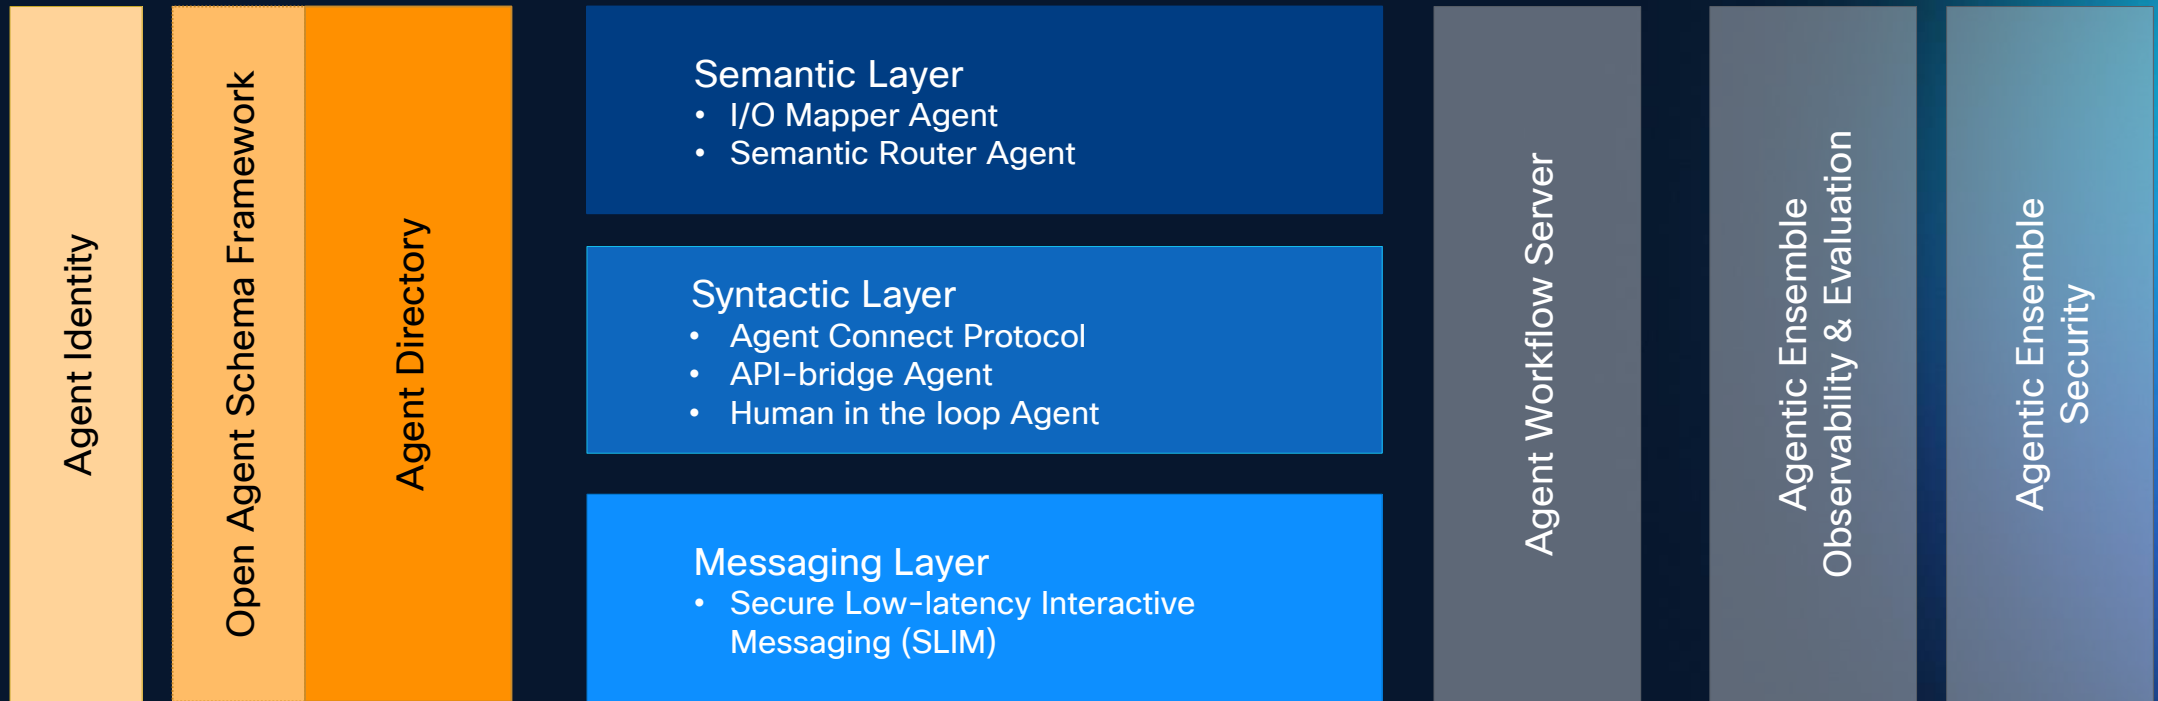 Agent Identity
Open Agent Schema Framework
Agent Directory
Semantic Layer
• I/O Mapper Agent
• Semantic Router Agent
Syntactic Layer
• Agent Connect Protocol
• API-bridge Agent
• Human in the loop Agent
Messaging Layer
• Secure Low-latency Interactive
Messaging (SLIM)
Agent Workflow Server
Agentic Ensemble
Observability & Evaluation
Agentic Ensemble
Security